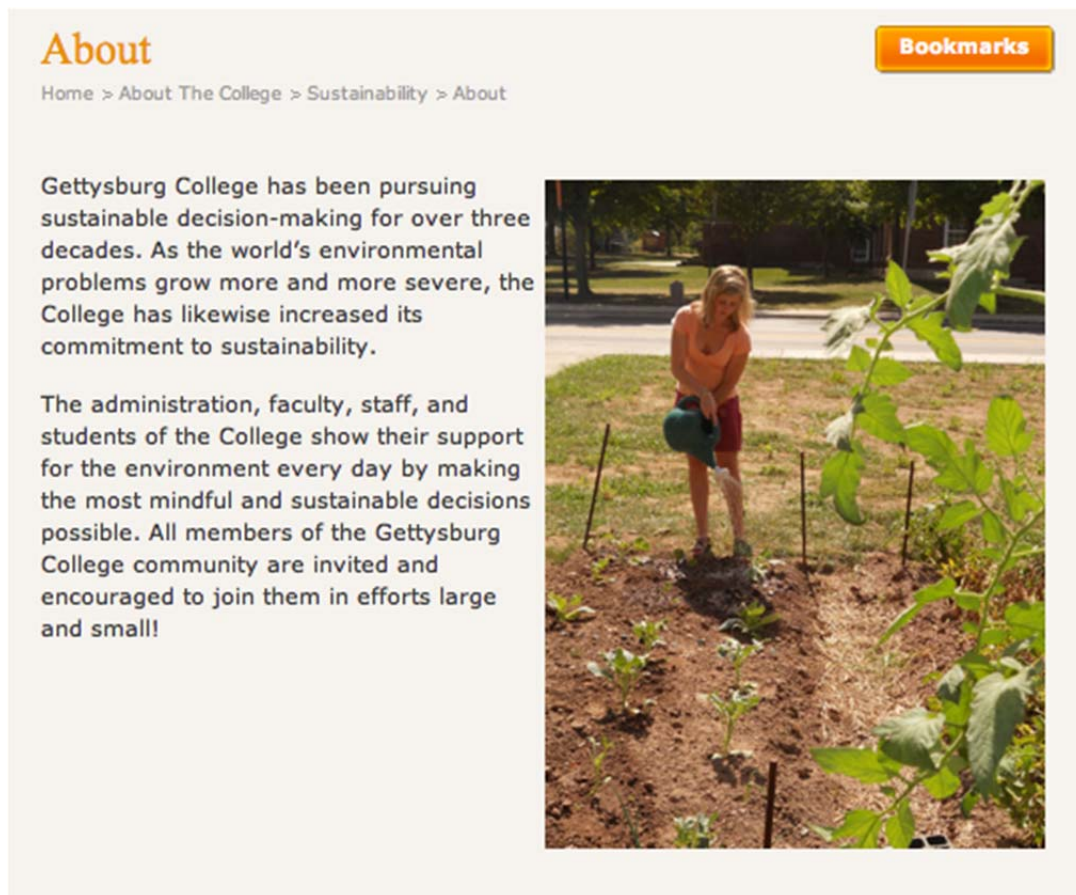 About
Bookmarks
Home > About The College > Sustainability > About
Gettysburg College has been pursuing
sustainable decision-making for over three
decades. As the world’s environmental
problems grow more and more severe, the
College has likewise increased its
commitment to sustainability.
The administration, faculty, staff, and
students of the College show their support
for the environment every day by making
the most mindful and sustainable decisions
possible. All members of the Gettysburg
College community are invited and
encouraged to join them in efforts large
and small!